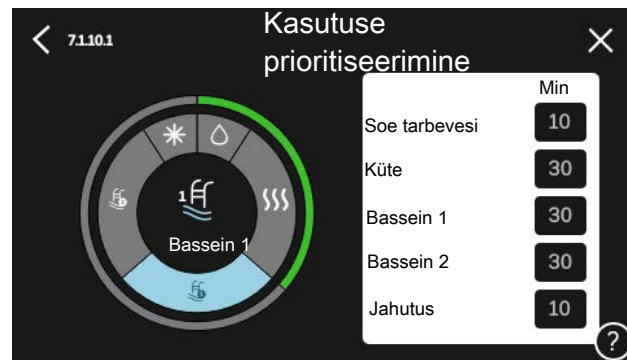 7.1.10.1
Kasutuse
prioritiseerimine
Min
Soe tarbevesi 10
Küte 30
Bassein 1 30
Bassein 2 30
Jahutus 10
1
Bassein 1
?